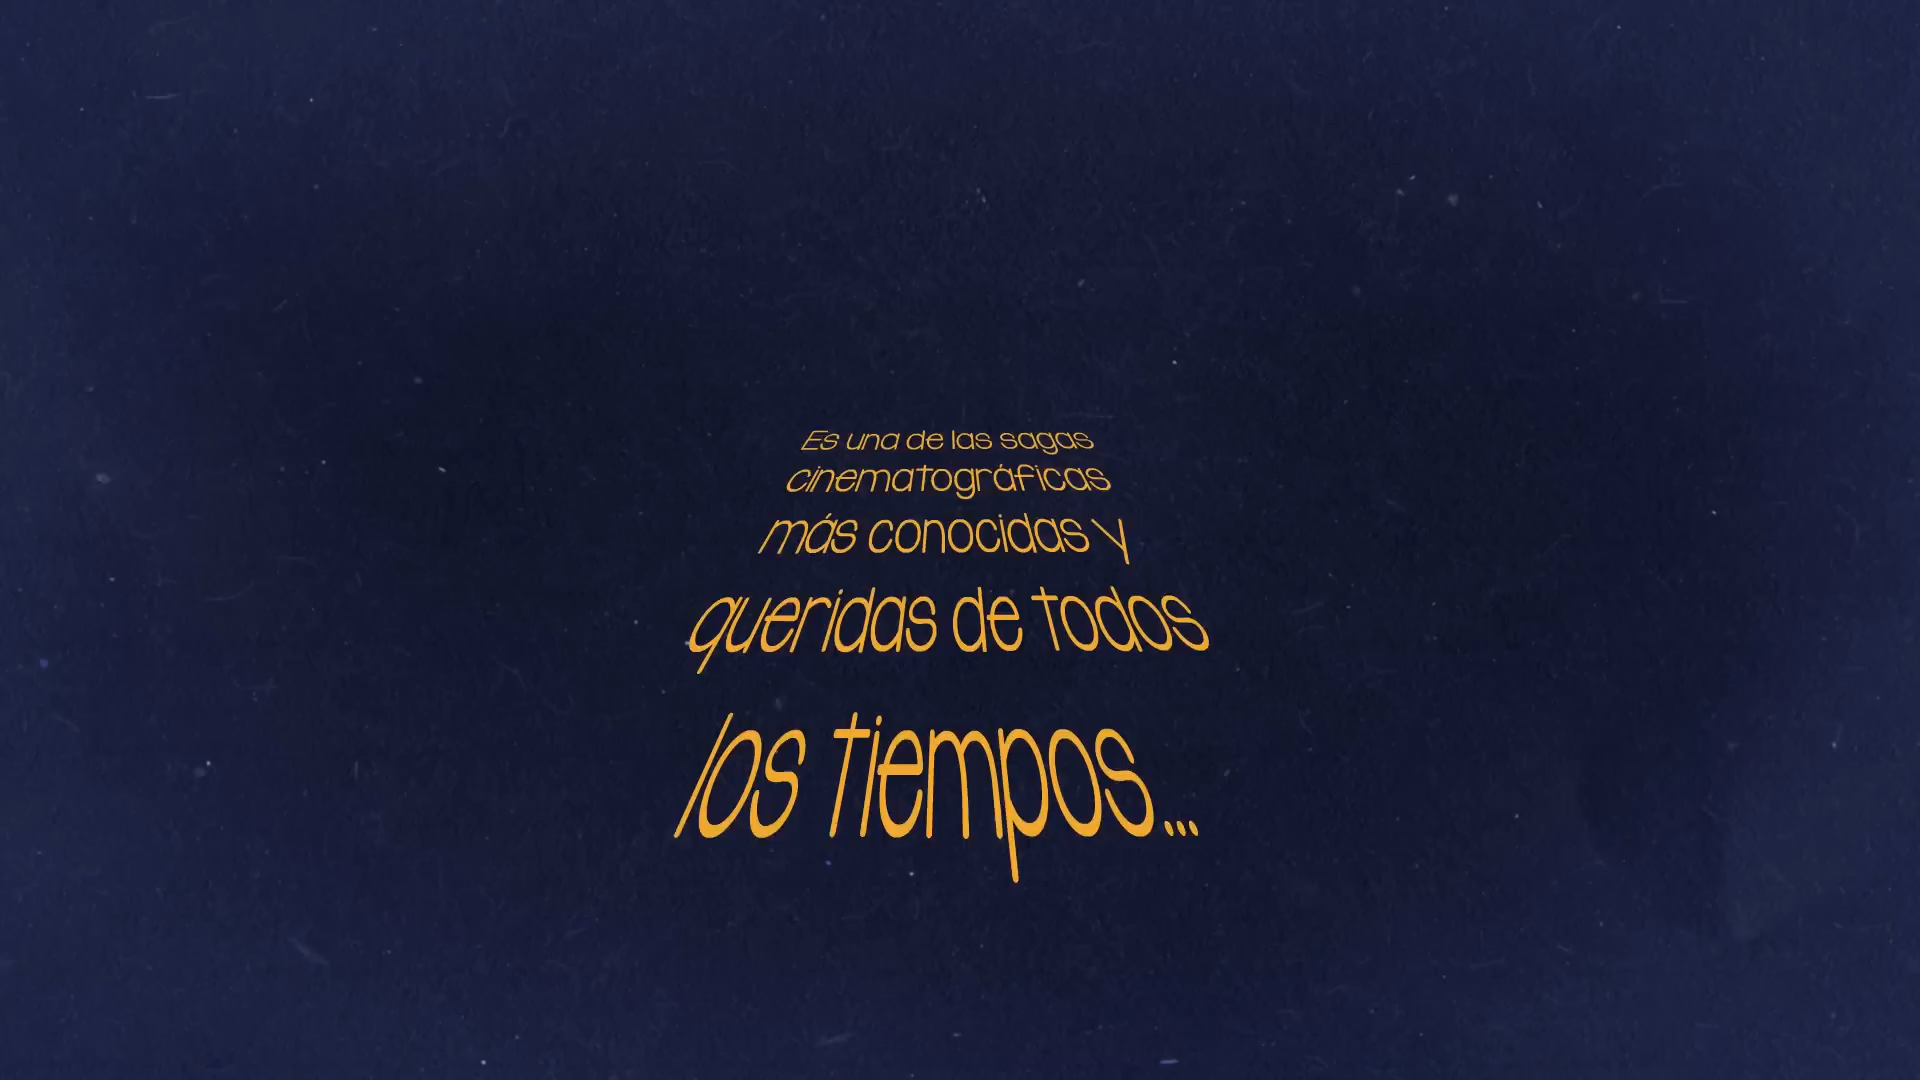 Es una de las sagas
cinematográficas
más conocidas y
queridas de todos
los tiempos...